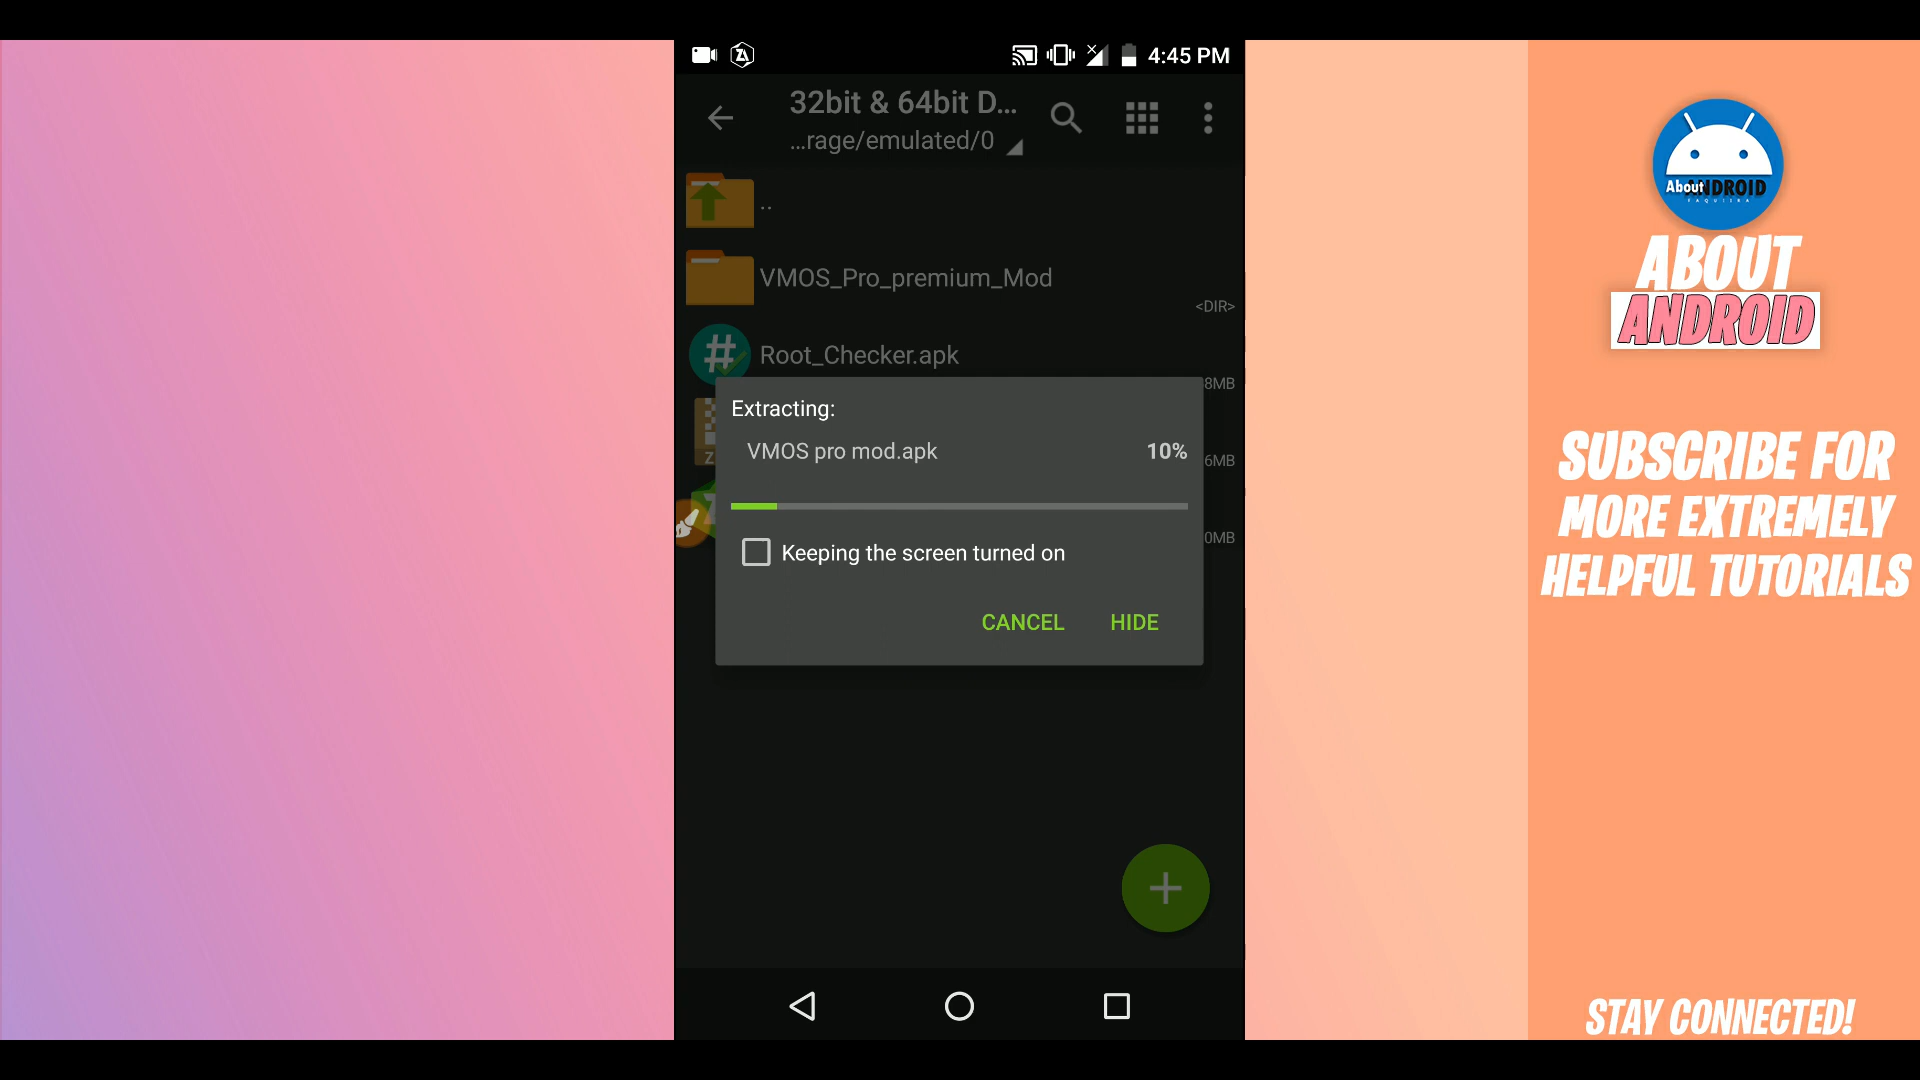 4:45 PM
32bit & 64bit D...
...rage/emulated/0
..
VMOS_Pro_premium_Mod
<DIR>
Root_Checker.apk
8MB
Extracting:
VMOS pro mod.apk 10%
6MB
Z
0MB
Keeping the screen turned on
CANCEL HIDE
About ANDROID
FAQUIIRA
ABOUT
ANDROID
SUBSCRIBE FOR
MORE EXTREMELY
HELPFUL TUTORIALS
STAY CONNECTED!